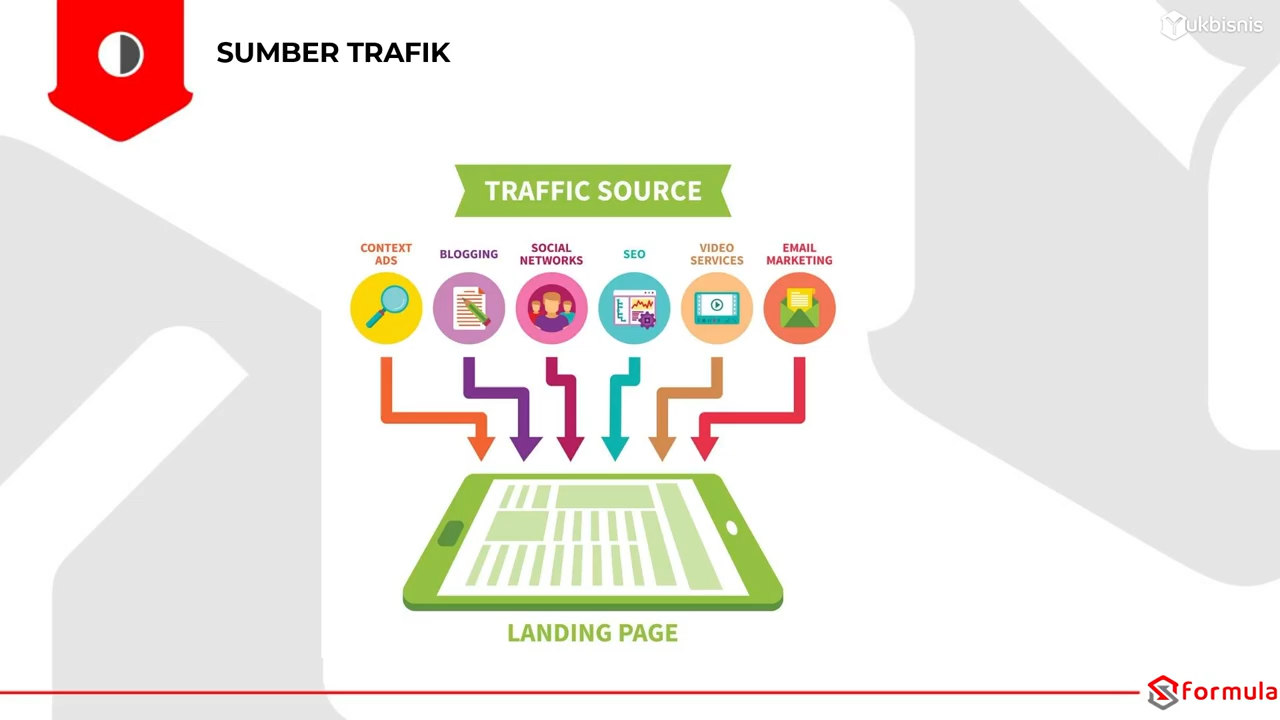 Yukbisnis
SUMBER TRAFIK
TRAFFIC SOURCE
CONTEXT
ADS
BLOGGING
SOCIAL
NETWORKS
SEO
VIDEO
SERVICES
EMAIL
MARKETING
LANDING PAGE
formula